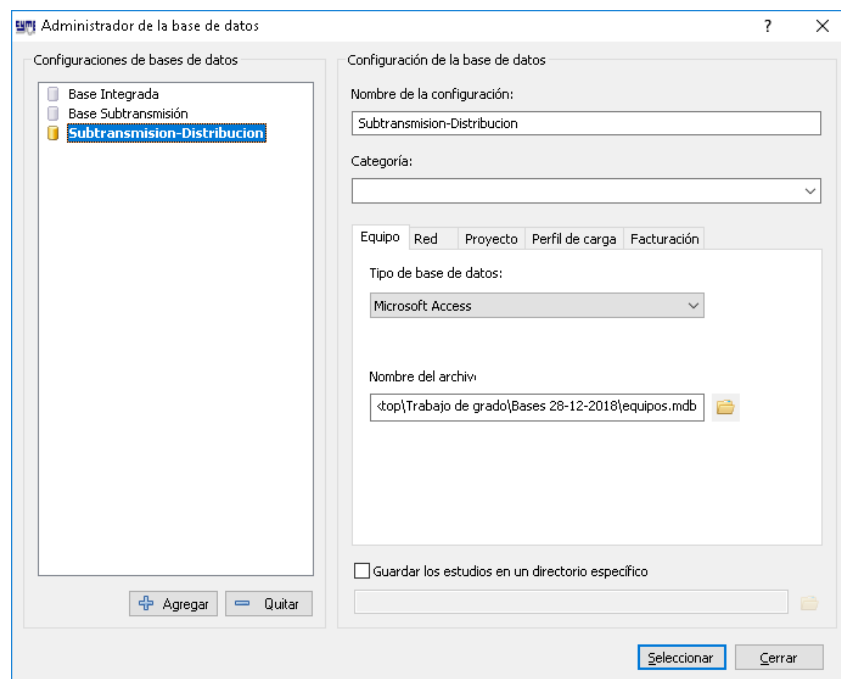 Administrador de la base de datos
Configuraciones de bases de datos
Base Integrada
Base Subtransmisión
Subtransmision-Distribucion
Agregar
Quitar
Configuración de la base de datos
Nombre de la configuración:
Subtransmision-Distribucion
Categoría:
Equipo Red Proyecto Perfil de carga Facturación
Tipo de base de datos:
Microsoft Access
Nombre del archiv
top\Trabajo de grado\Bases 28-12-2018\equipos.mdb
Guardar los estudios en un directorio específico
Seleccionar Cerrar